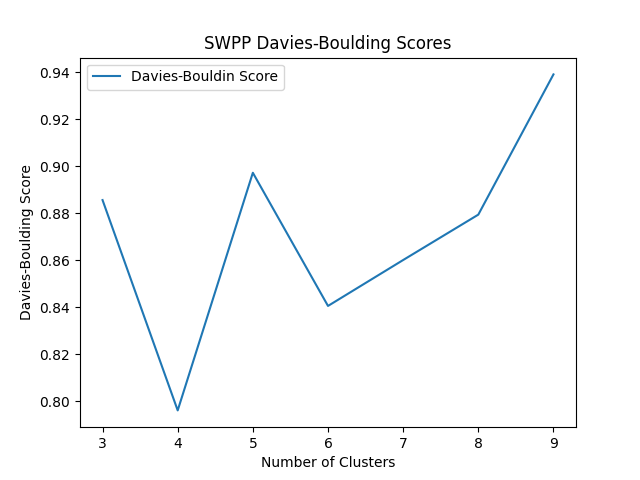 SWPP Davies-Boulding Scores
Davies-Bouldin Score
Davies-Boulding Score
0.94
0.92
0.90
0.88
0.86
0.84
0.82
0.80
3 4 5 6 7 8 9
Number of Clusters